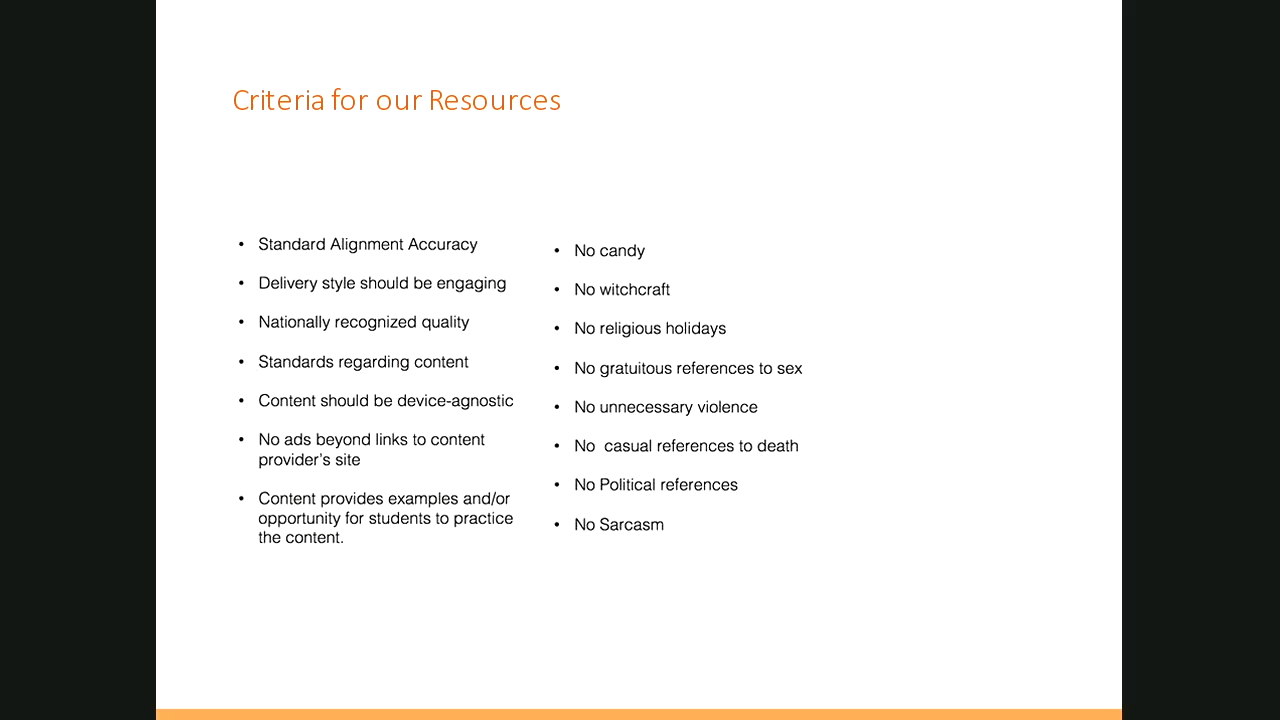 Criteria for our Resources
• Standard Alignment Accuracy
• Delivery style should be engaging
• Nationally recognized quality
• Standards regarding content
• Content should be device-agnostic
• No ads beyond links to content
provider’s site
• Content provides examples and/or
opportunity for students to practice
the content.
• No candy
• No witchcraft
• No religious holidays
• No gratuitous references to sex
• No unnecessary violence
• No  casual references to death
• No Political references
• No Sarcasm